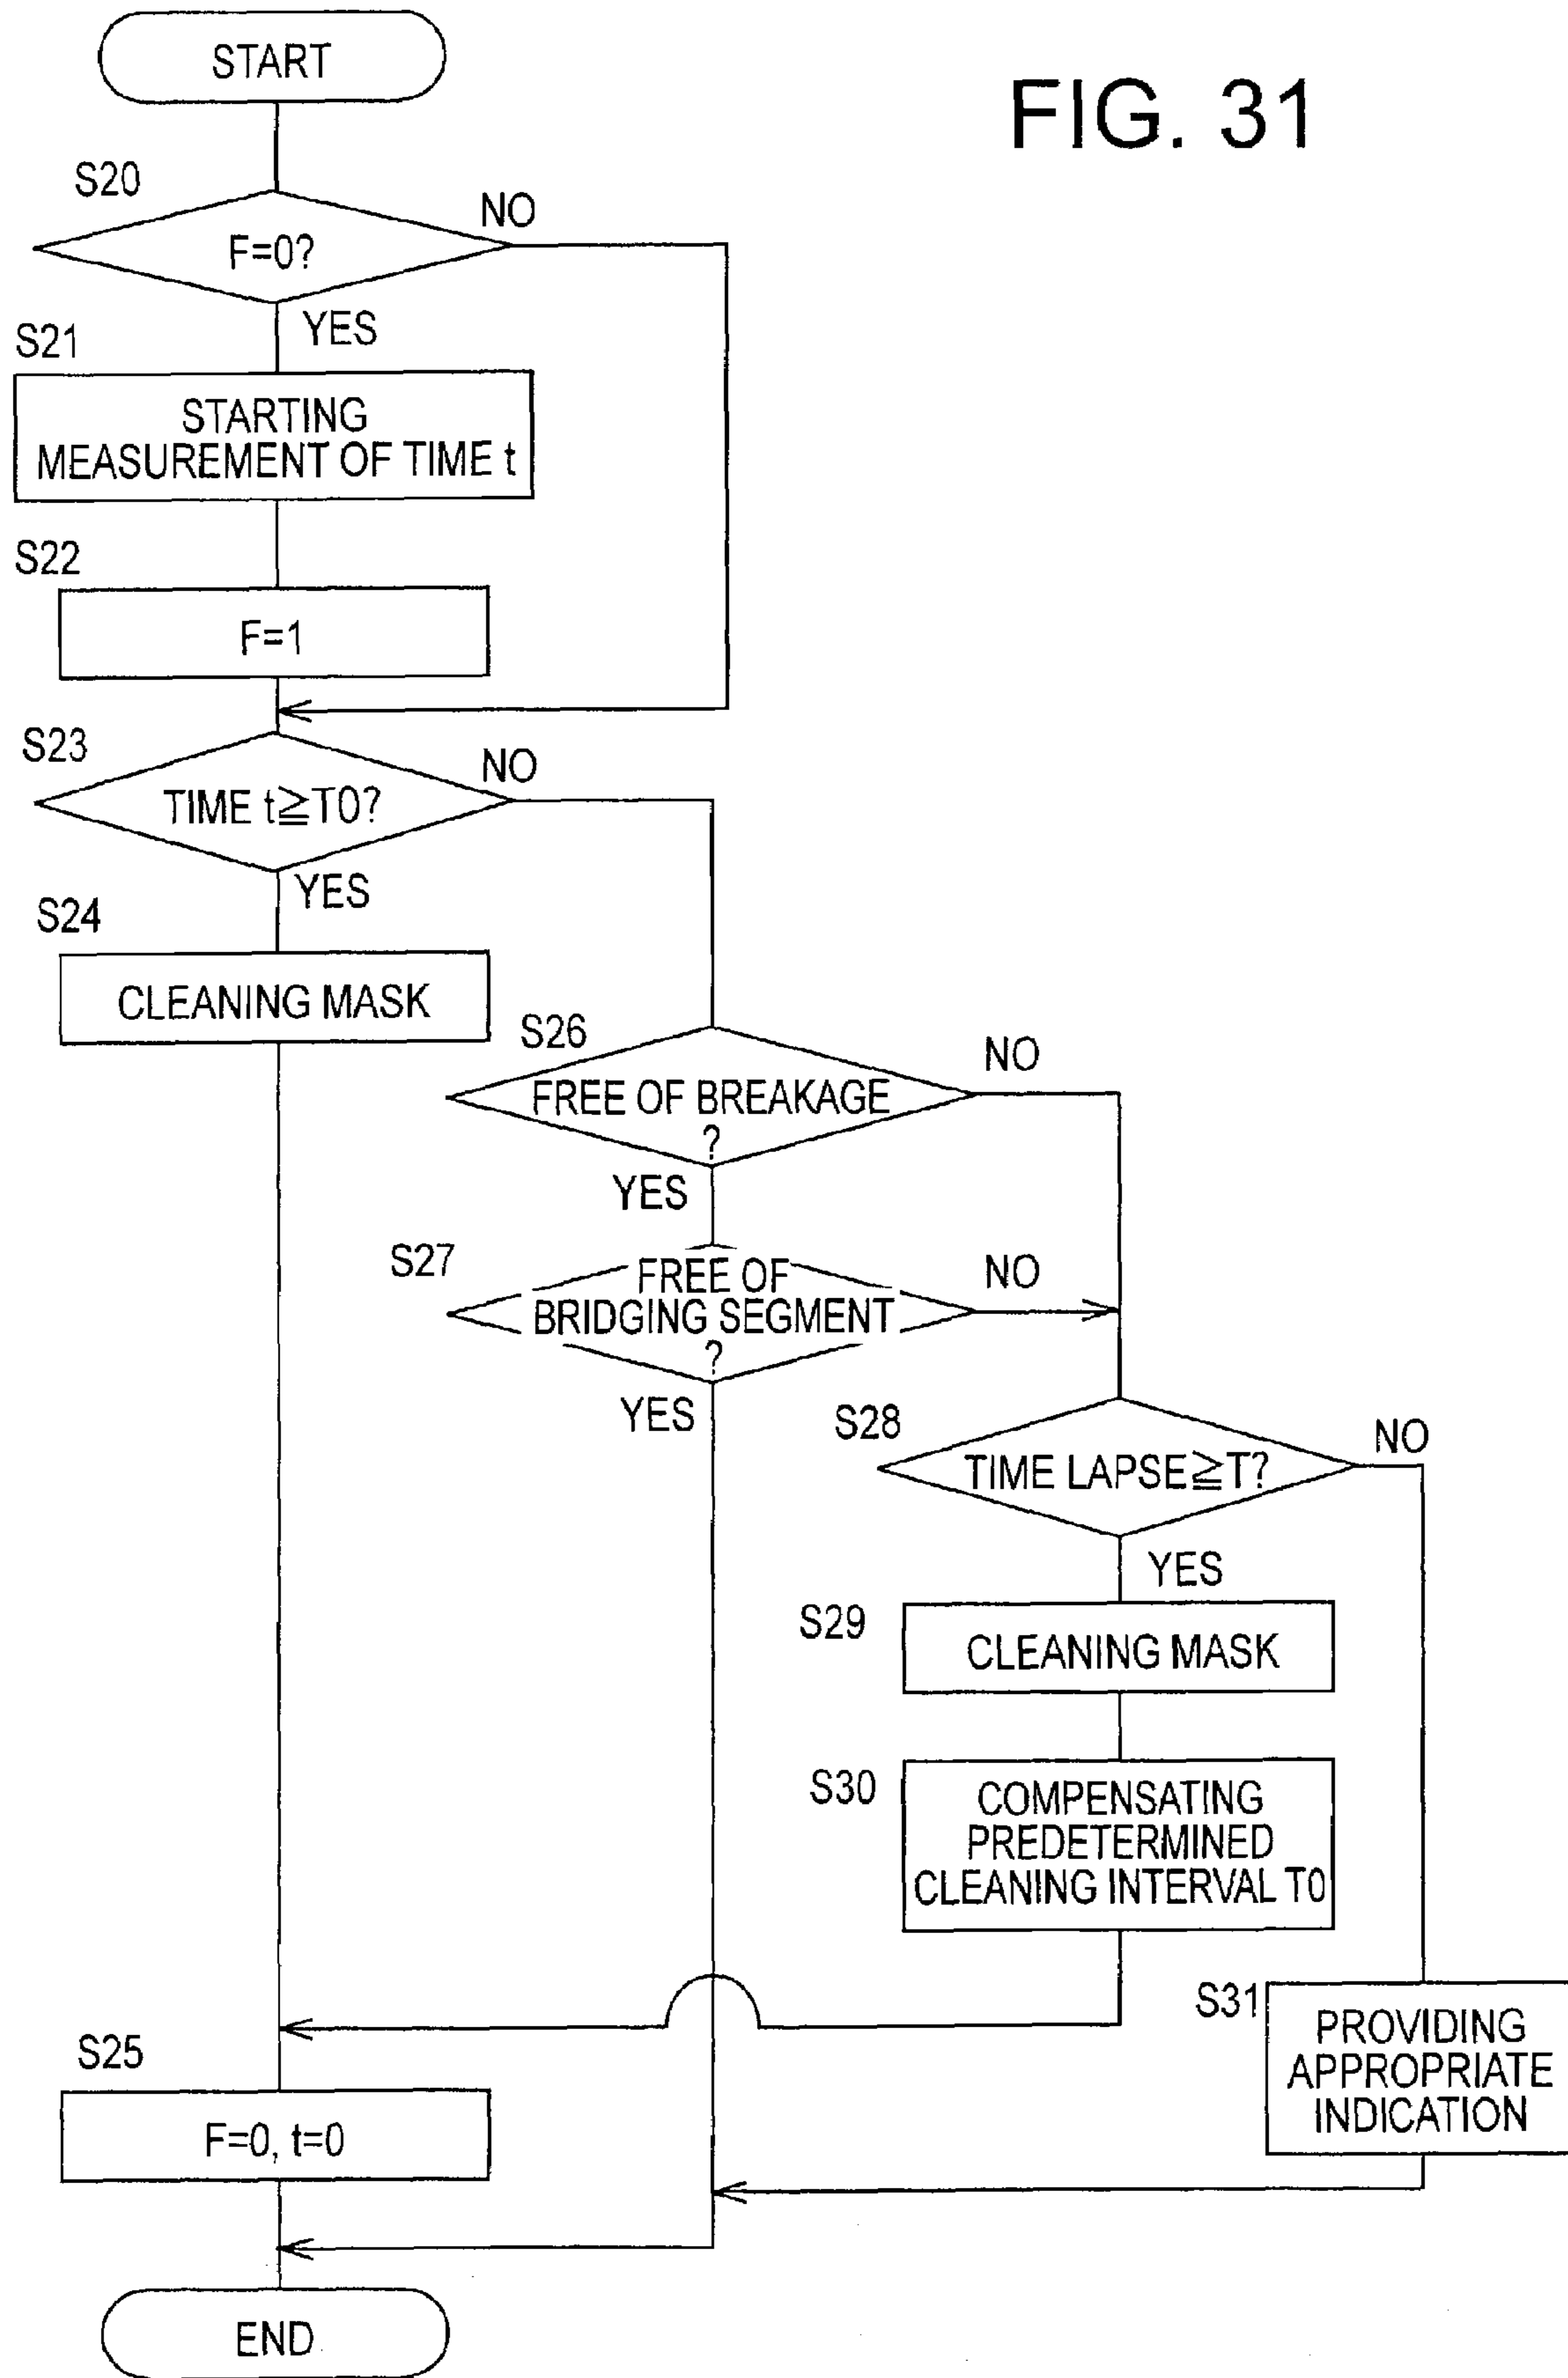 START
FIG. 31
S20
F=0?
NO
YES
S21
STARTING
MEASUREMENT OF TIME t
S22
F=1
S23
TIME t≧T0?
NO
YES
S24
CLEANING MASK
S26
FREE OF BREAKAGE
?
NO
YES
S27
FREE OF
BRIDGING SEGMENT
?
NO
YES
S28
TIME LAPSE≧T?
NO
YES
S29
CLEANING MASK
S30
COMPENSATING
PREDETERMINED
CLEANING INTERVAL T0
S31
PROVIDING
APPROPRIATE
INDICATION
S25
F=0, t=0
END